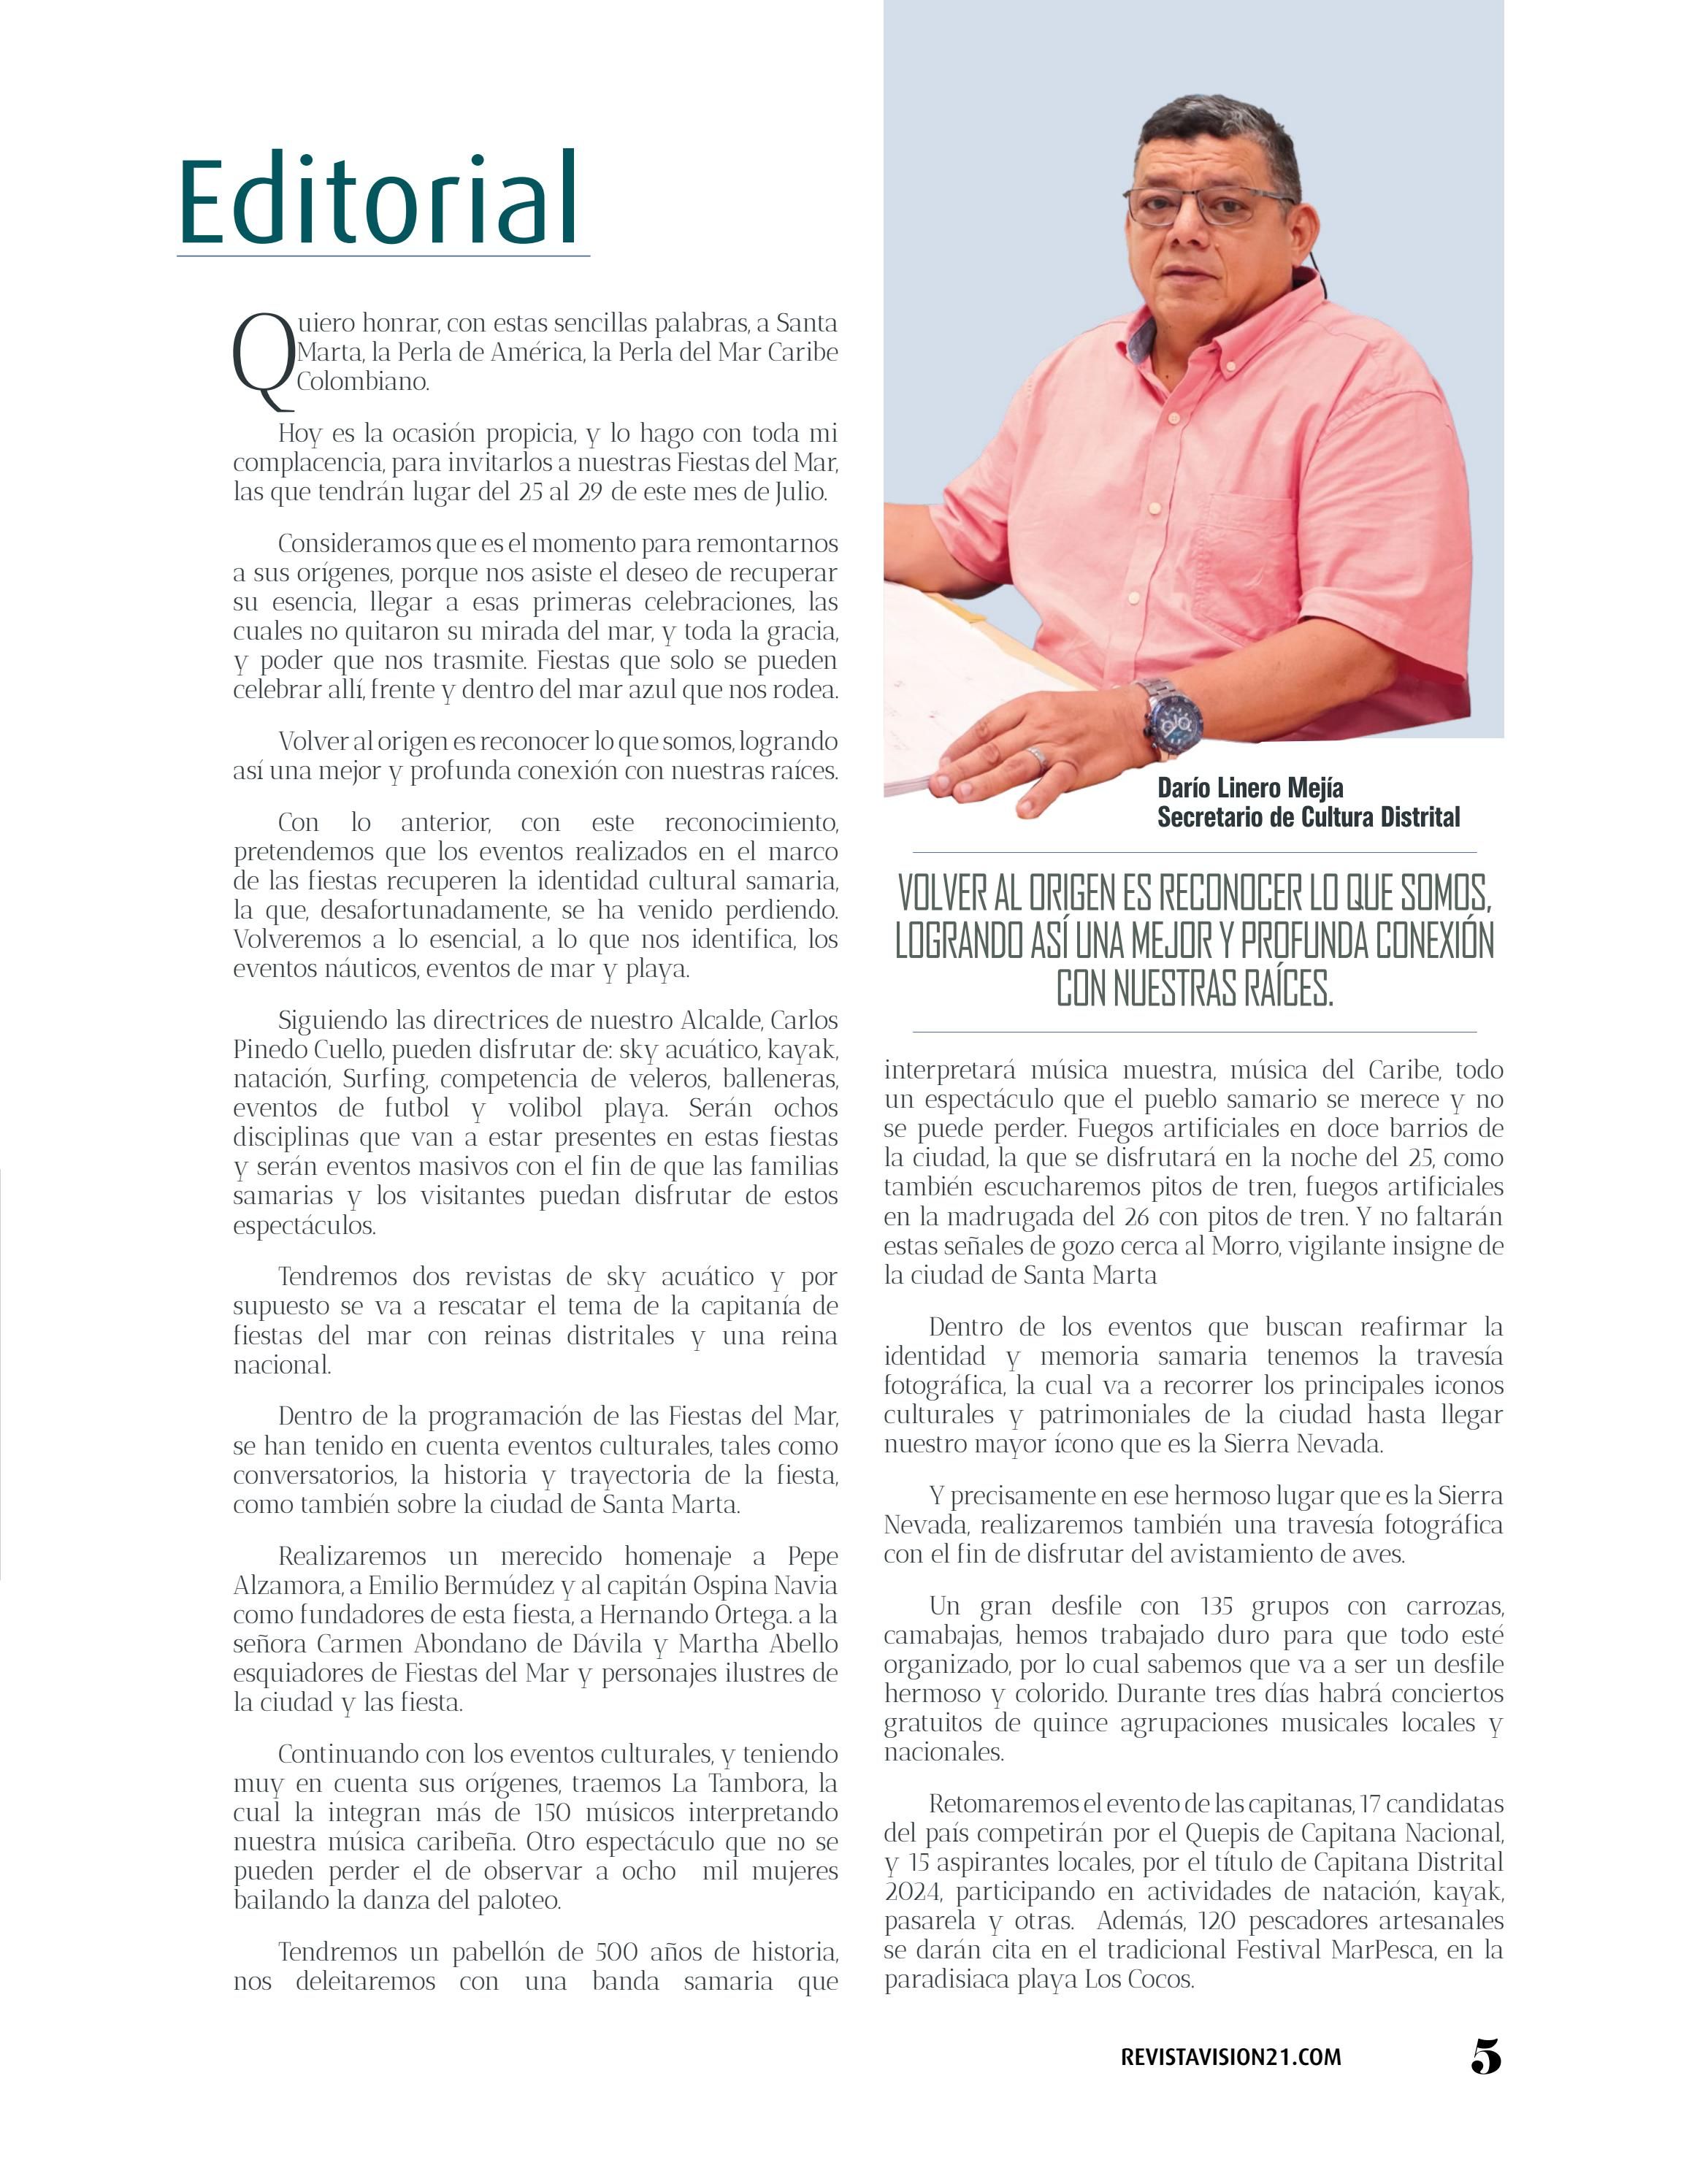 Editorial
Quiero honrar, con estas sencillas palabras, a Santa
Marta, la Perla de América, la Perla del Mar Caribe
Colombiano.
Hoy es la ocasión propicia, y lo hago con toda mi
complacencia, para invitarlos a nuestras Fiestas del Mar,
las que tendrán lugar del 25 al 29 de este mes de Julio.
Consideramos que es el momento para remontarnos
a sus orígenes, porque nos asiste el deseo de recuperar
su esencia, llegar a esas primeras celebraciones, las
cuales no quitaron su mirada del mar, y toda la gracia,
y poder que nos trasmite. Fiestas que solo se pueden
celebrar allí, frente y dentro del mar azul que nos rodea.
Volver al origen es reconocer lo que somos, logrando
así una mejor y profunda conexión con nuestras raíces.
Con lo anterior, con este reconocimiento,
pretendemos que los eventos realizados en el marco
de las fiestas recuperen la identidad cultural samaria,
la que, desafortunadamente, se ha venido perdiendo.
Volveremos a lo esencial, a lo que nos identifica, los
eventos náuticos, eventos de mar y playa.
Siguiendo las directrices de nuestro Alcalde, Carlos
Pinedo Cuello, pueden disfrutar de: sky acuático, kayak,
natación, Surfing, competencia de veleros, balleneras,
eventos de futbol y volibol playa. Serán ochos
disciplinas que van a estar presentes en estas fiestas
y serán eventos masivos con el fin de que las familias
samarias y los visitantes puedan disfrutar de estos
espectáculos.
Tendremos dos revistas de sky acuático y por
supuesto se va a rescatar el tema de la capitanía de
fiestas del mar con reinas distritales y una reina
nacional.
Dentro de la programación de las Fiestas del Mar,
se han tenido en cuenta eventos culturales, tales como
conversatorios, la historia y trayectoria de la fiesta,
como también sobre la ciudad de Santa Marta.
Realizaremos un merecido homenaje a Pepe
Alzamora, a Emilio Bermúdez y al capitán Ospina Navia
como fundadores de esta fiesta, a Hernando Ortega. a la
señora Carmen Abondano de Dávila y Martha Abello
esquiadores de Fiestas del Mar y personajes ilustres de
la ciudad y las fiesta.
Continuando con los eventos culturales, y teniendo
muy en cuenta sus orígenes, traemos La Tambora, la
cual la integran más de 150 músicos interpretando
nuestra música caribeña. Otro espectáculo que no se
pueden perder el de observar a ocho mil mujeres
bailando la danza del paloteo.
Tendremos un pabellón de 500 años de historia,
nos deleitaremos con una banda samaria que
Darío Linero Mejía
Secretario de Cultura Distrital
VOLVER AL ORIGEN ES RECONOCER LO QUE SOMOS,
LOGRANDO ASÍ UNA MEJOR Y PROFUNDA CONEXIÓN
CON NUESTRAS RAÍCES.
interpretará música muestra, música del Caribe, todo
un espectáculo que el pueblo samario se merece y no
se puede perder. Fuegos artificiales en doce barrios de
la ciudad, la que se disfrutará en la noche del 25, como
también escucharemos pitos de tren, fuegos artificiales
en la madrugada del 26 con pitos de tren. Y no faltarán
estas señales de gozo cerca al Morro, vigilante insigne de
la ciudad de Santa Marta
Dentro de los eventos que buscan reafirmar la
identidad y memoria samaria tenemos la travesía
fotográfica, la cual va a recorrer los principales iconos
culturales y patrimoniales de la ciudad hasta llegar
nuestro mayor ícono que es la Sierra Nevada.
Y precisamente en ese hermoso lugar que es la Sierra
Nevada, realizaremos también una travesía fotográfica
con el fin de disfrutar del avistamiento de aves.
Un gran desfile con 135 grupos con carrozas,
camabajas, hemos trabajado duro para que todo esté
organizado, por lo cual sabemos que va a ser un desfile
hermoso y colorido. Durante tres días habrá conciertos
gratuitos de quince agrupaciones musicales locales y
nacionales.
Retomaremos el evento de las capitanas, 17 candidatas
del país competirán por el Quepis de Capitana Nacional,
y 15 aspirantes locales, por el título de Capitana Distrital
2024, participando en actividades de natación, kayak,
pasarela y otras. Además, 120 pescadores artesanales
se darán cita en el tradicional Festival MarPesca, en la
paradisiaca playa Los Cocos.
REVISTAVISION21.COM
5